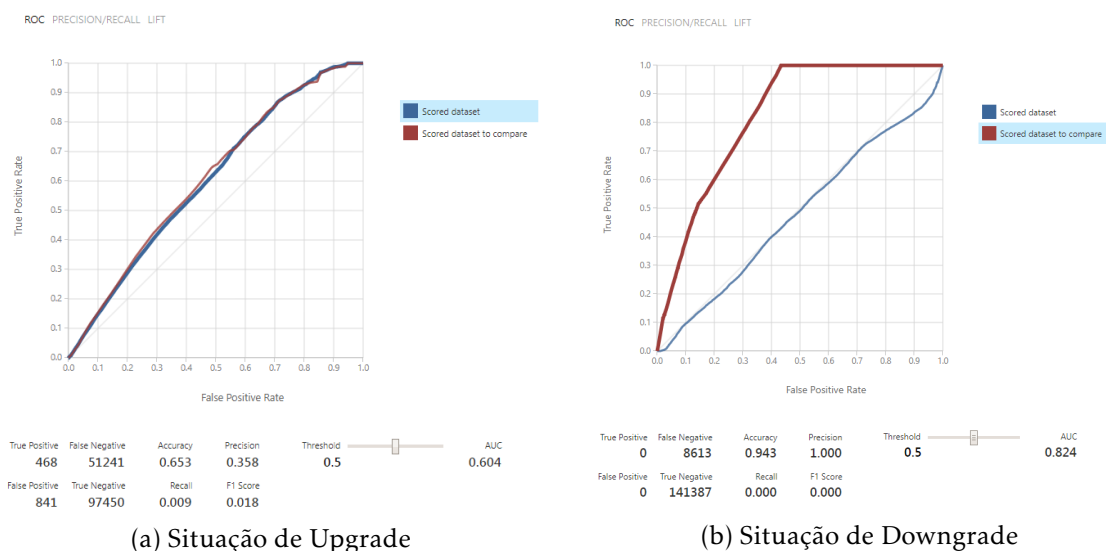 ROC PRECISION/RECALL LIFT
1.0
0.9
0.8
0.7
0.6
0.5
0.4
0.3
0.2
0.1
0.0
0.0 0.1 0.2 0.3 0.4 0.5 0.6 0.7 0.8 0.9 1.0
True Positive Rate
False Positive Rate
Scored dataset
Scored dataset to compare
True Positive False Negative Accuracy Precision Threshold AUC
468 51241 0.653 0.358 0.5 0.604
False Positive True Negative Recall F1 Score
841 97450 0.009 0.018
(a) Situação de Upgrade
ROC PRECISION/RECALL LIFT
1.0
0.9
0.8
0.7
0.6
0.5
0.4
0.3
0.2
0.1
0.0
0.0 0.1 0.2 0.3 0.4 0.5 0.6 0.7 0.8 0.9 1.0
True Positive Rate
False Positive Rate
Scored dataset
Scored dataset to compare
True Positive False Negative Accuracy Precision Threshold AUC
0 8613 0.943 1.000 0.5 0.824
False Positive True Negative Recall F1 Score
0 141387 0.000 0.000
(b) Situação de Downgrade